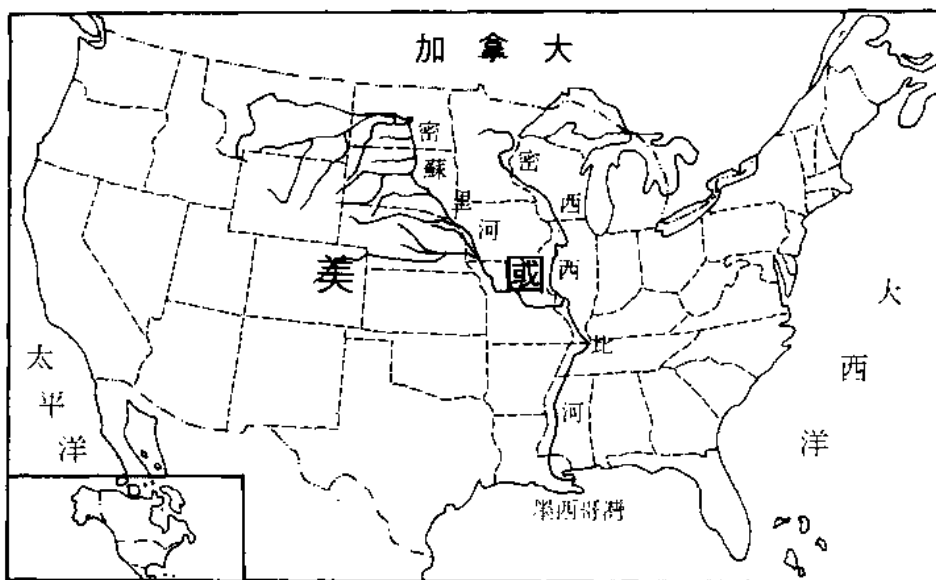 加拿大
美國
密蘇里河
密西西比河
太平洋
大西洋
墨西哥灣